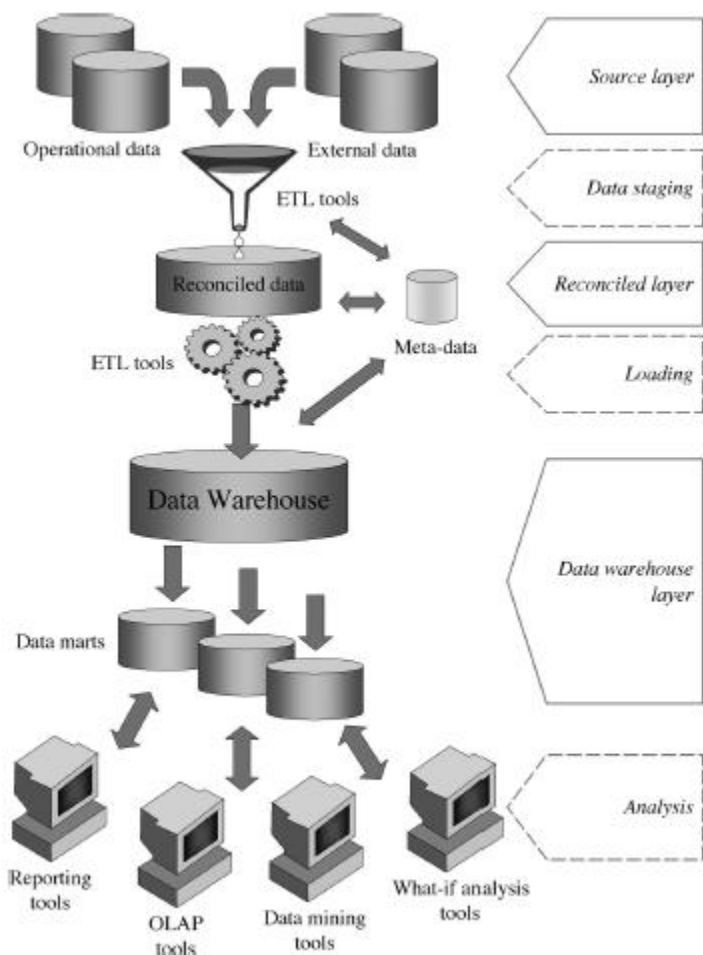 Source layer
Operational data
External data
Data staging
ETL tools
Reconciled data
Reconciled layer
Meta-data
ETL tools
Loading
Data Warehouse
Data warehouse
layer
Data marts
Analysis
Reporting
tools
OLAP
tools
Data mining
tools
What-if analysis
tools